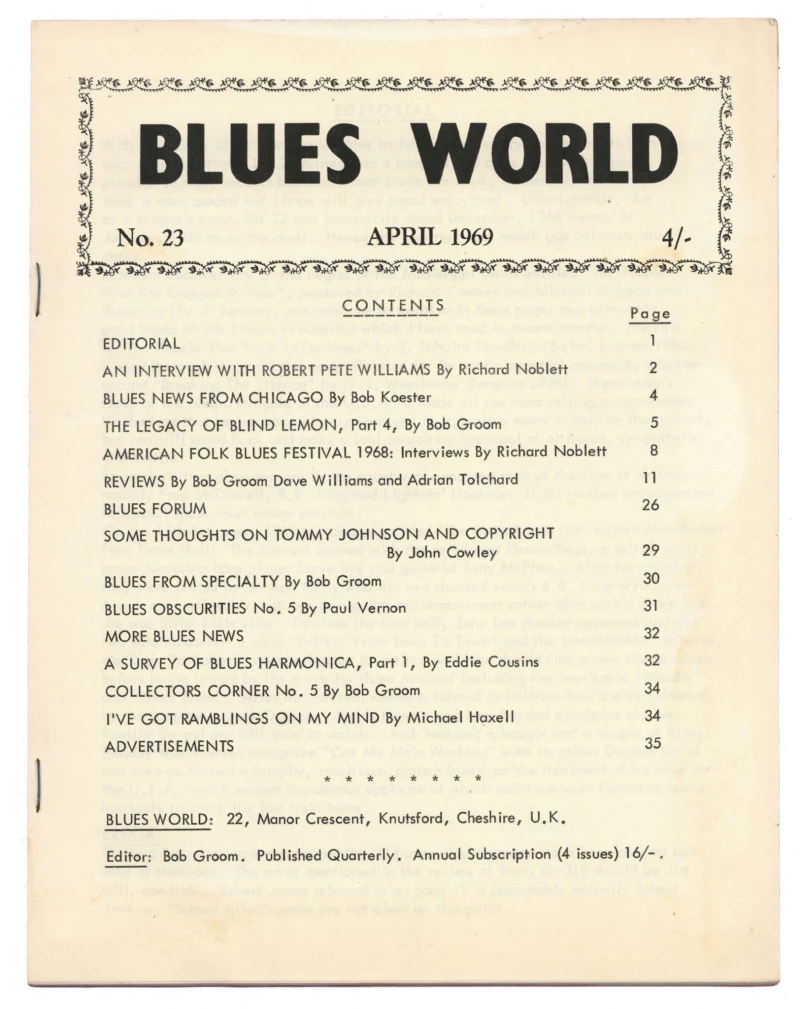 BLUES WORLD
No. 23 APRIL 1969 4/-
CONTENTS
Page
EDITORIAL 1
AN INTERVIEW WITH ROBERT PETE WILLIAMS By Richard Noblett 2
BLUES NEWS FROM CHICAGO By Bob Koester 4
THE LEGACY OF BLIND LEMON, Part 4, By Bob Groom 5
AMERICAN FOLK BLUES FESTIVAL 1968: Interviews By Richard Noblett 8
REVIEWS By Bob Groom Dave Williams and Adrian Tolchard 11
BLUES FORUM 26
SOME THOUGHTS ON TOMMY JOHNSON AND COPYRIGHT
By John Cowley 29
BLUES FROM SPECIALTY By Bob Groom 30
BLUES OBSCURITIES No. 5 By Paul Vernon 31
MORE BLUES NEWS 32
A SURVEY OF BLUES HARMONICA, Part 1, By Eddie Cousins 32
COLLECTORS CORNER No. 5 By Bob Groom 34
I'VE GOT RAMBLINGS ON MY MIND By Michael Haxell 34
ADVERTISEMENTS 35
* * * * * * * *
BLUES WORLD: 22, Manor Crescent, Knutsford, Cheshire, U.K.
Editor: Bob Groom. Published Quarterly. Annual Subscription (4 issues) 16/-.